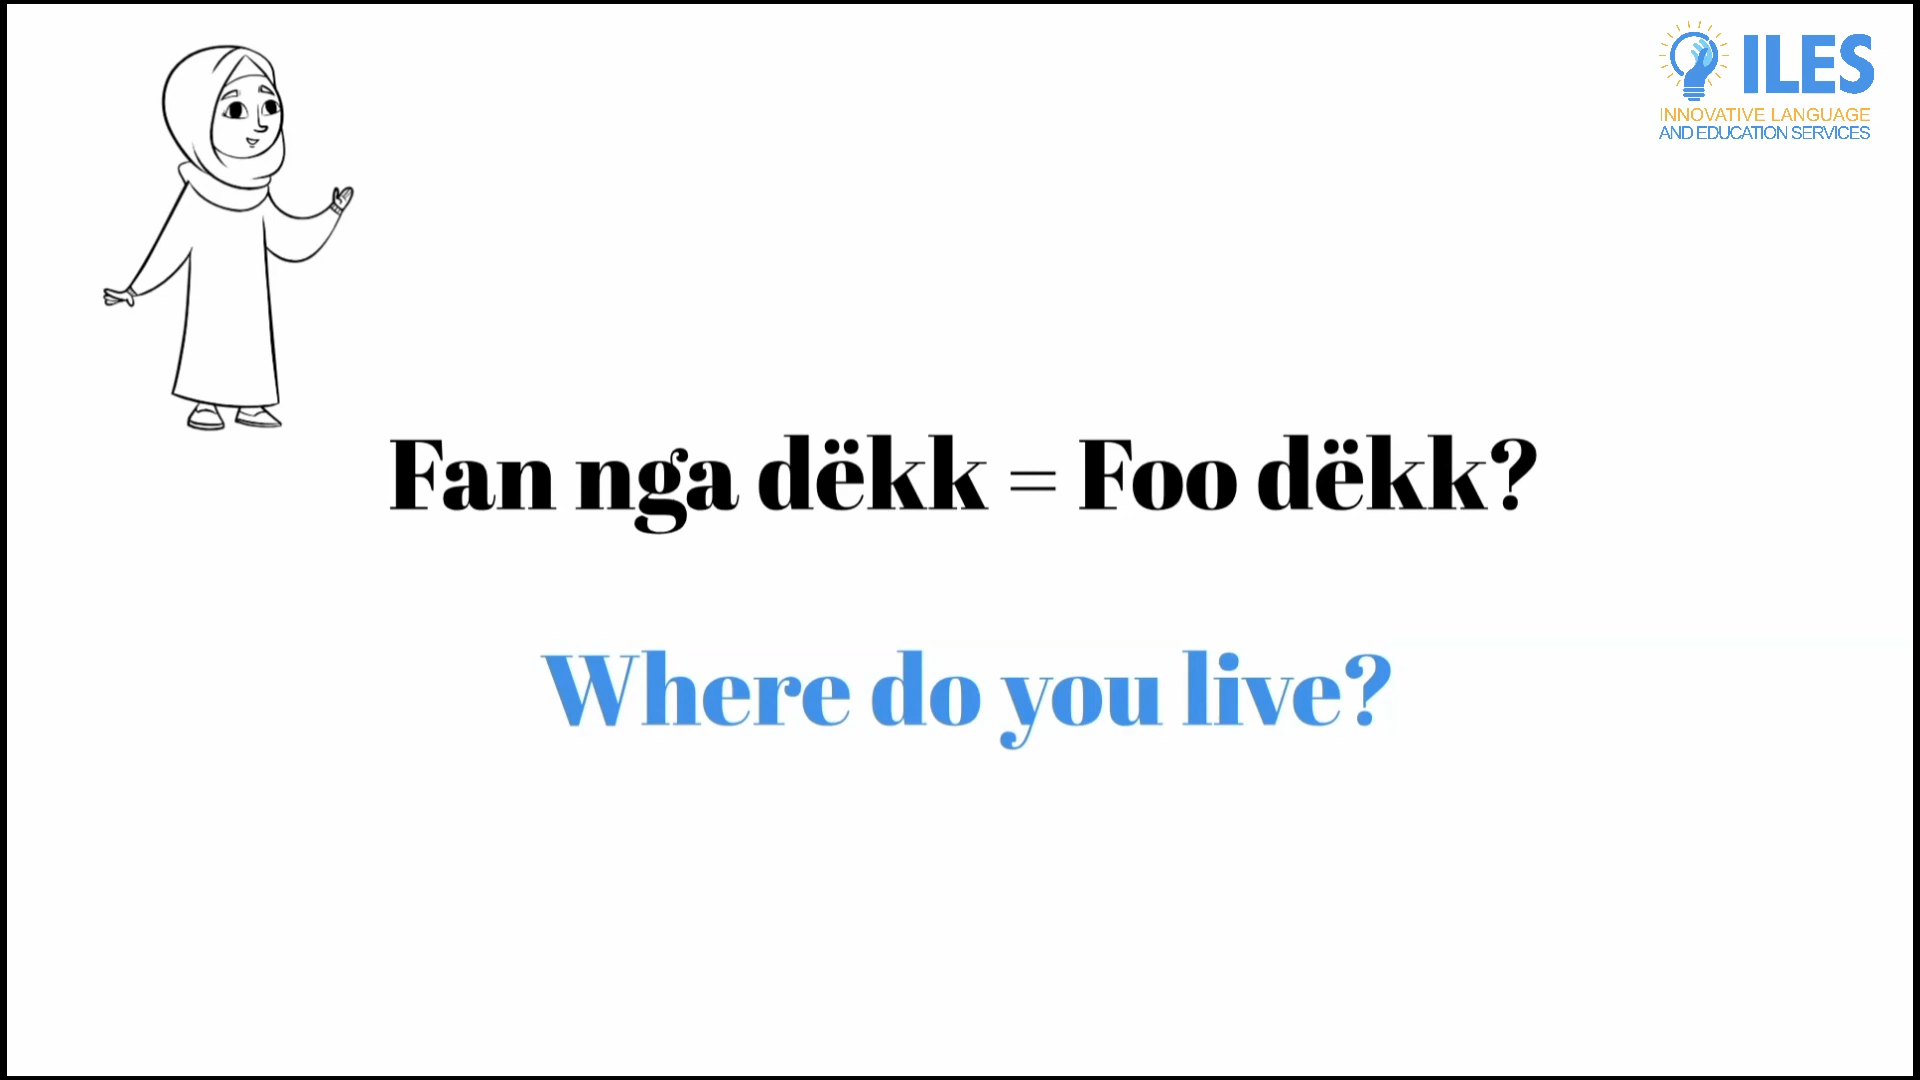 ILES
INNOVATIVE LANGUAGE
AND EDUCATION SERVICES
Fan nga dëkk = Foo dëkk?
Where do you live?